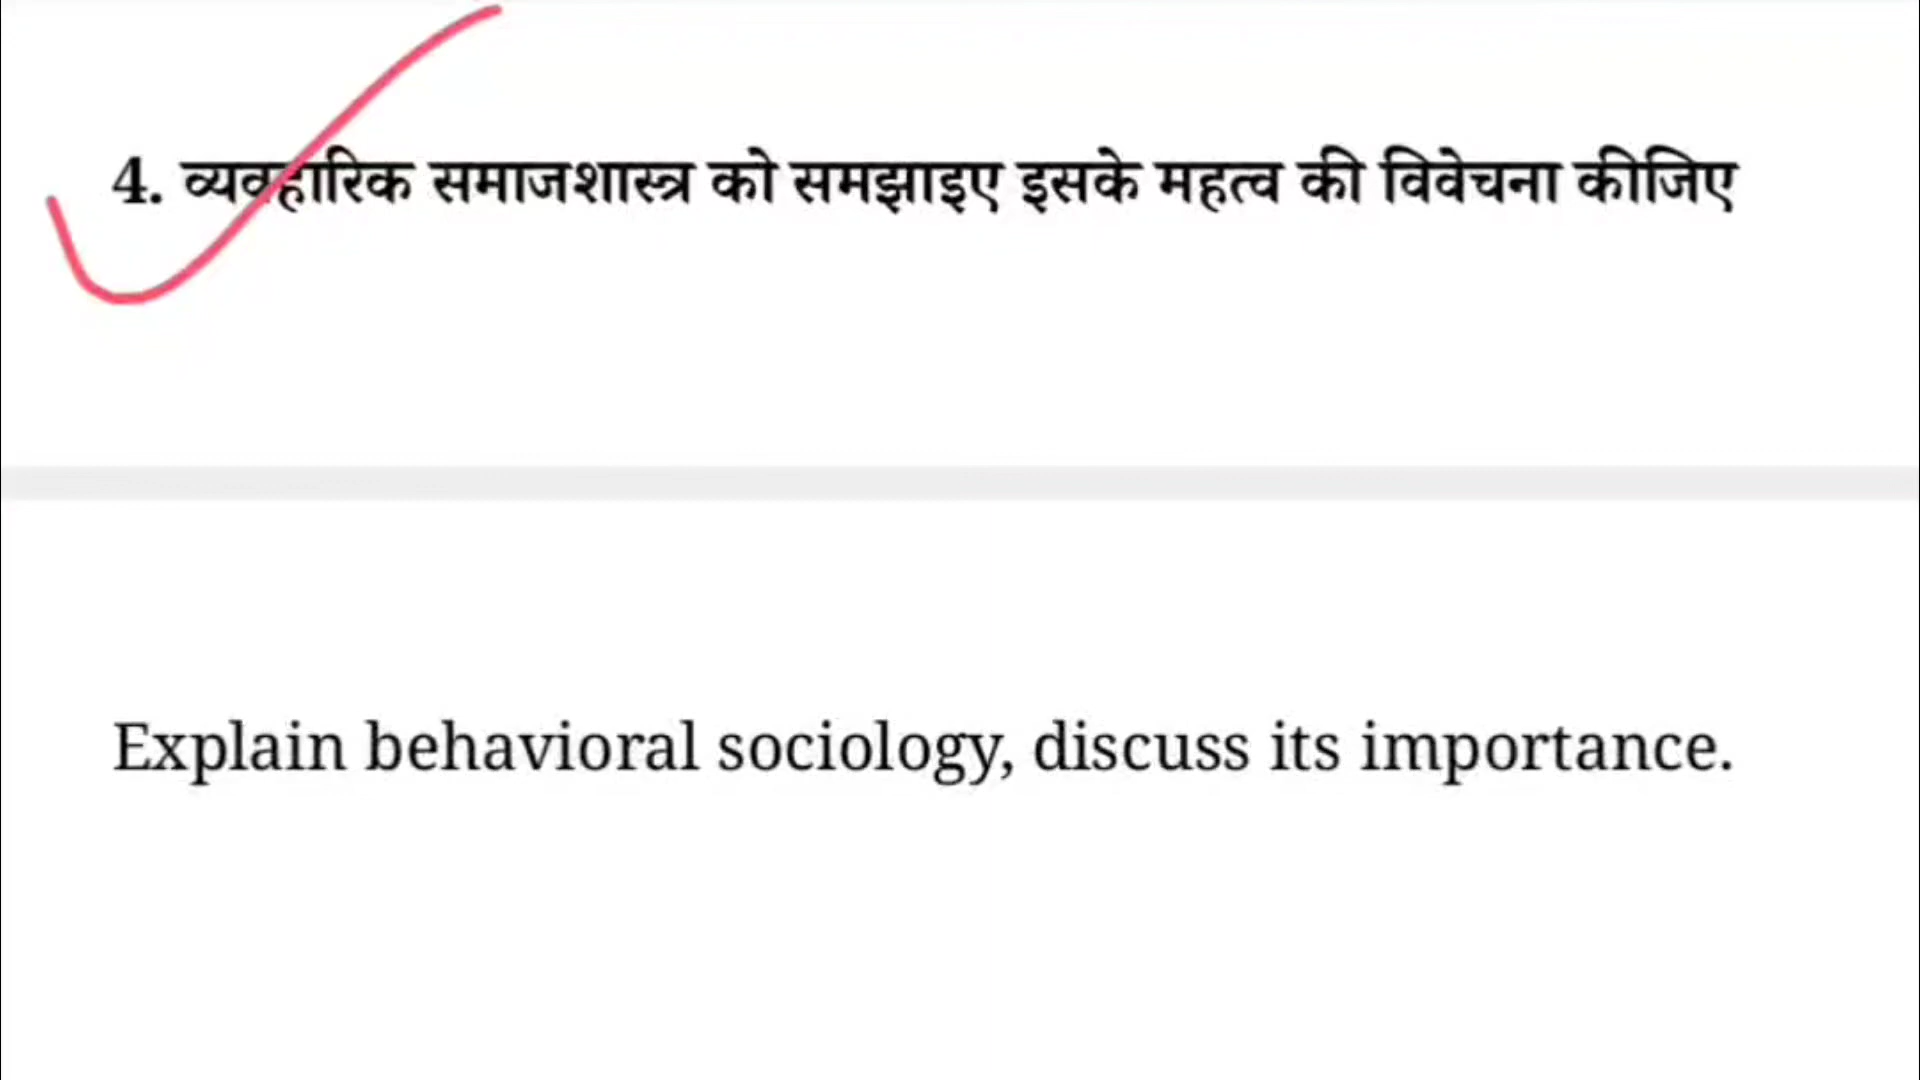 4. व्यवहारिक समाजशास्त्र को समझाइए इसके महत्व की विवेचना कीजिए
Explain behavioral sociology, discuss its importance.